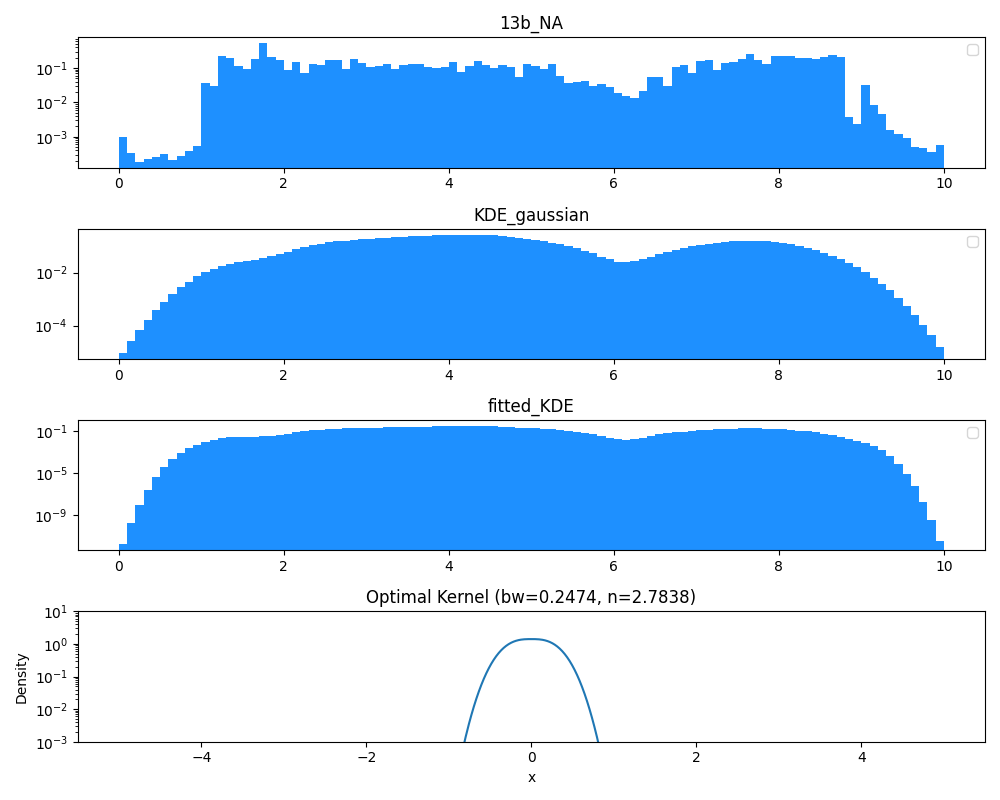 13b_NA
10⁻¹
10⁻²
10⁻³
0 2 4 6 8 10
KDE_gaussian
10⁻²
10⁻⁴
0 2 4 6 8 10
fitted_KDE
10⁻¹
10⁻⁵
10⁻⁹
0 2 4 6 8 10
Optimal Kernel (bw=0.2474, n=2.7838)
10¹
10⁰
10⁻¹
10⁻²
10⁻³
Density
−4 −2 0 2 4
x